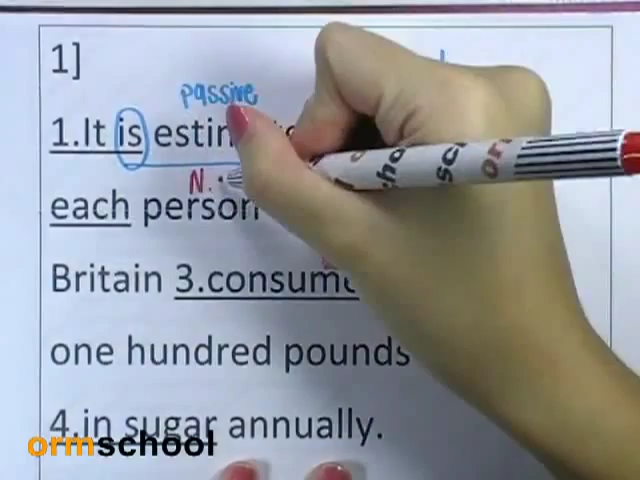 1]
passive
1.It is estim
N.
each person
Britain 3.consume
one hundred pounds
4.in sugar annually.
ormschool